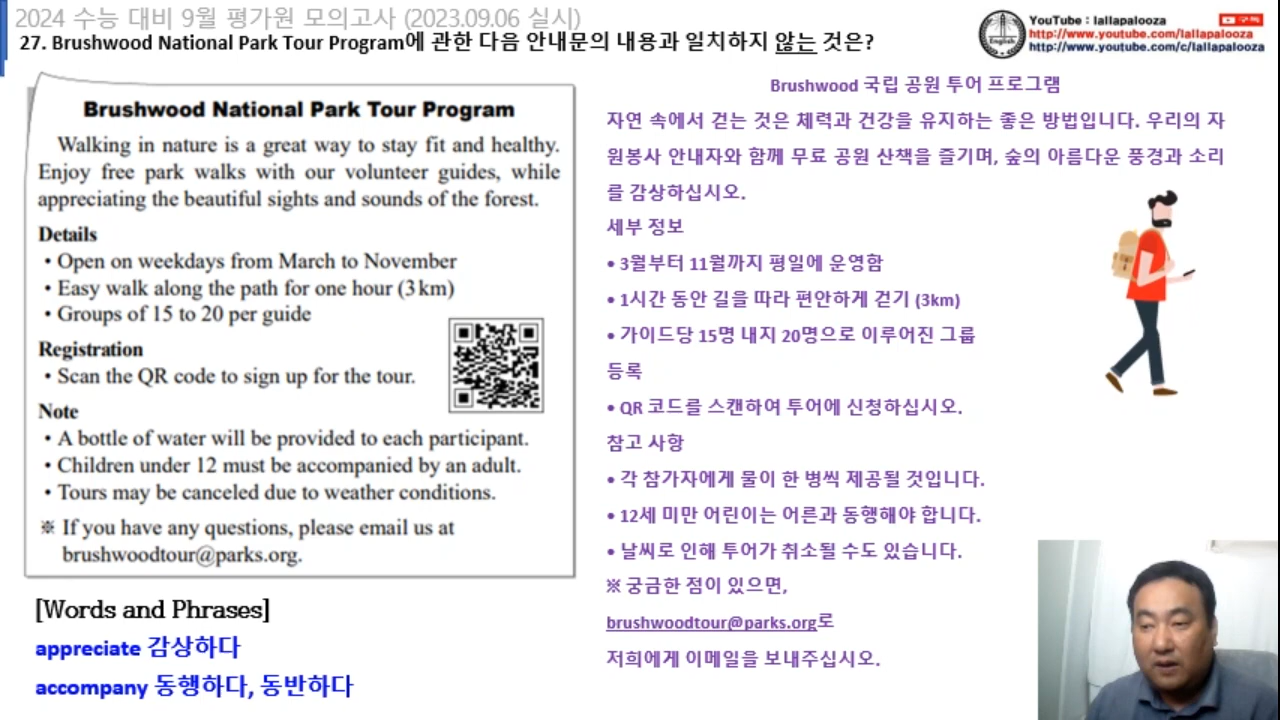 2024 수능 대비 9월 평가원 모의고사 (2023.09.06 실시)
27. Brushwood National Park Tour Program에 관한 다음 안내문의 내용과 일치하지 않는 것은?
YouTube : lallapalooza
구독
http://www.youtube.com/lallapalooza
http://www.youtube.com/c/lallapalooza
English
Brushwood National Park Tour Program
Walking in nature is a great way to stay fit and healthy.
Enjoy free park walks with our volunteer guides, while
appreciating the beautiful sights and sounds of the forest.
Details
• Open on weekdays from March to November
• Easy walk along the path for one hour (3 km)
• Groups of 15 to 20 per guide
Registration
• Scan the QR code to sign up for the tour.
Note
• A bottle of water will be provided to each participant.
• Children under 12 must be accompanied by an adult.
• Tours may be canceled due to weather conditions.
※ If you have any questions, please email us at
brushwoodtour@parks.org.
[Words and Phrases]
appreciate 감상하다
accompany 동행하다, 동반하다
Brushwood 국립 공원 투어 프로그램
자연 속에서 걷는 것은 체력과 건강을 유지하는 좋은 방법입니다. 우리의 자
원봉사 안내자와 함께 무료 공원 산책을 즐기며, 숲의 아름다운 풍경과 소리
를 감상하십시오.
세부 정보
• 3월부터 11월까지 평일에 운영함
• 1시간 동안 길을 따라 편안하게 걷기 (3km)
• 가이드당 15명 내지 20명으로 이루어진 그룹
등록
• QR 코드를 스캔하여 투어에 신청하십시오.
참고 사항
• 각 참가자에게 물이 한 병씩 제공될 것입니다.
• 12세 미만 어린이는 어른과 동행해야 합니다.
• 날씨로 인해 투어가 취소될 수도 있습니다.
※ 궁금한 점이 있으면,
brushwoodtour@parks.org로
저희에게 이메일을 보내주십시오.